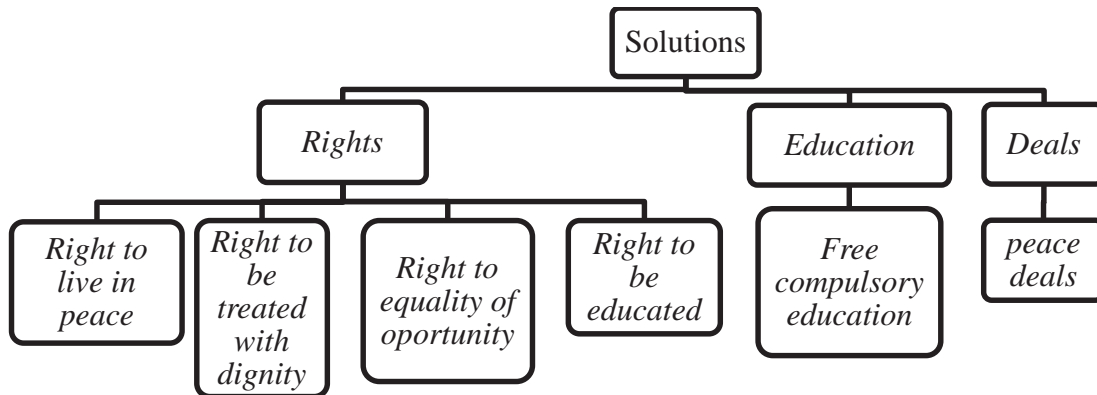 Solutions
Rights
Education
Deals
Right to
live in
peace
Right to
be
treated
with
dignity
Right to
equality of
oportunity
Right to
be
educated
Free
compulsory
education
peace
deals